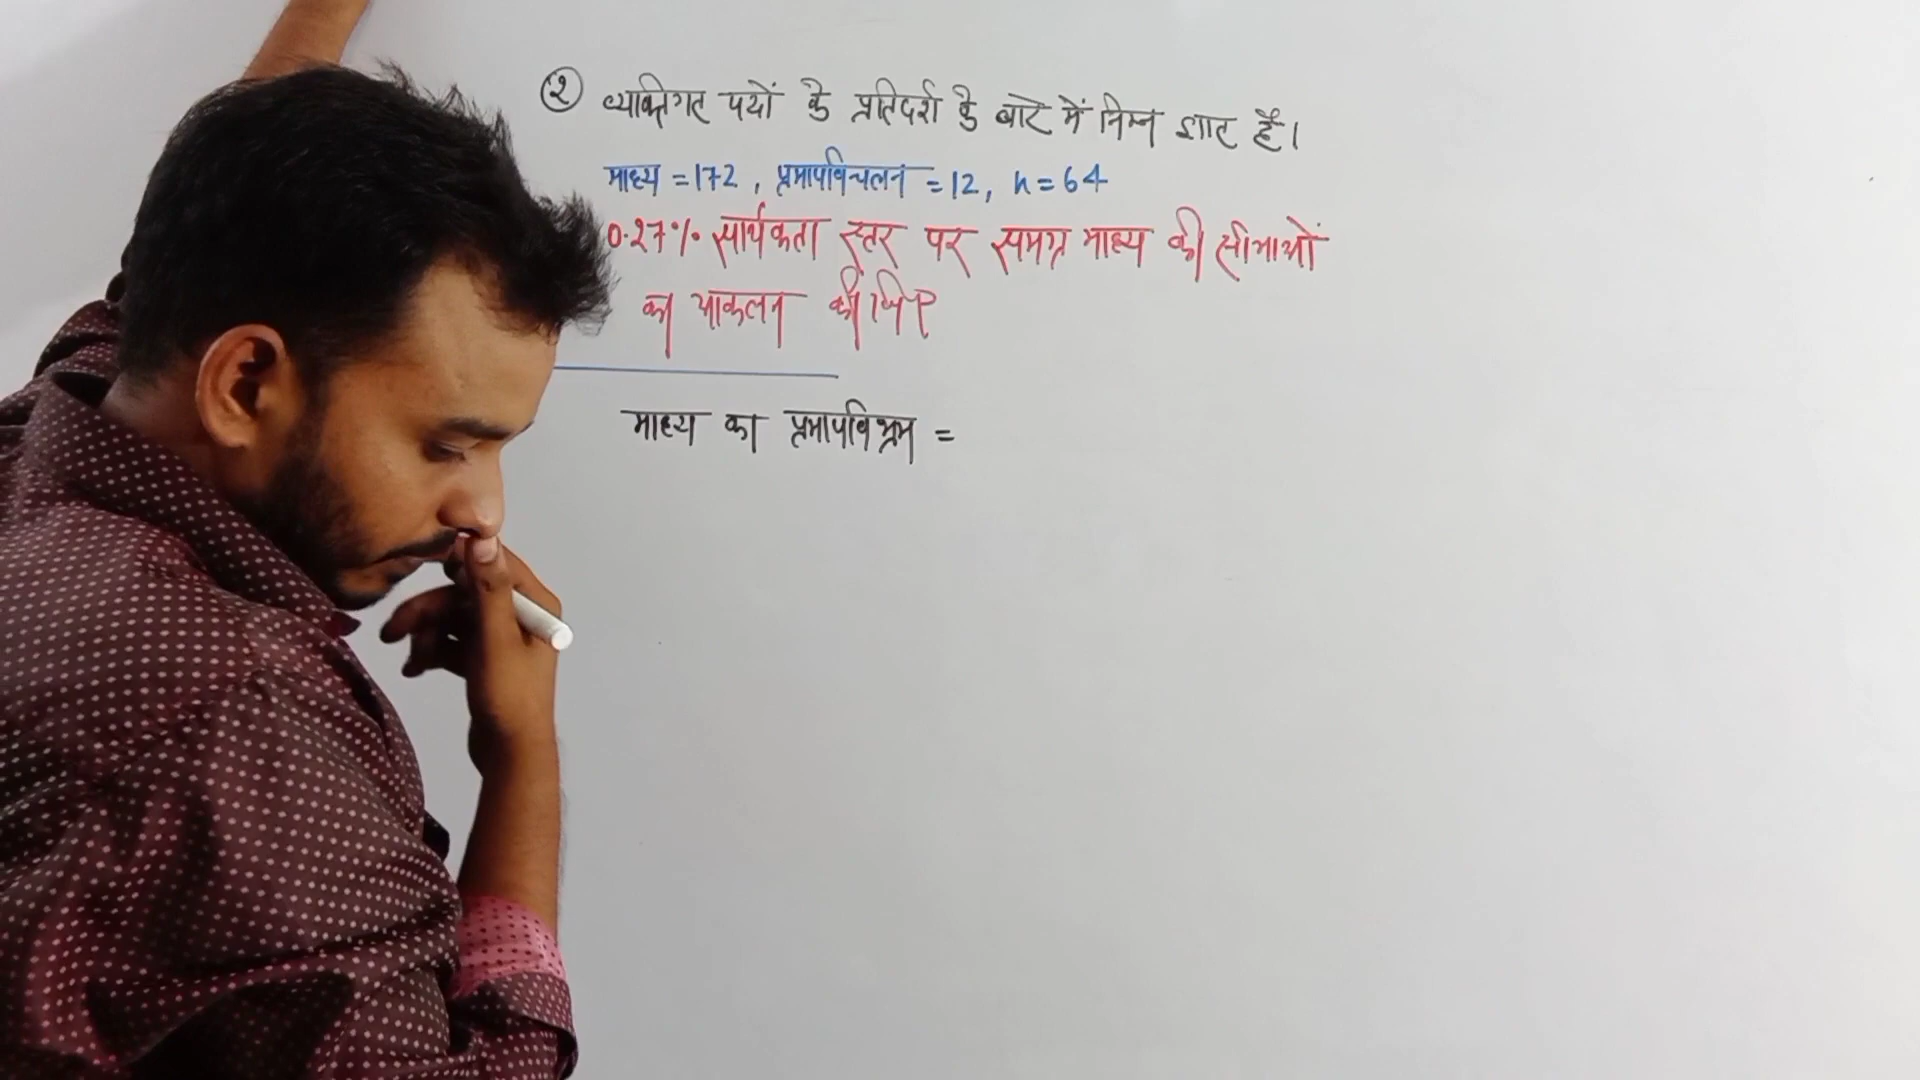 ② व्यक्तिगत पदों के प्रतिदर्श के बारे में निम्न ज्ञात है।
माध्य = 172, प्रमापविचलन = 12, n = 64
0.27% सार्थकता स्तर पर समग्र माध्य की सीमाओं
का आकलन कीजिए
माध्य का प्रमापविभ्रम =